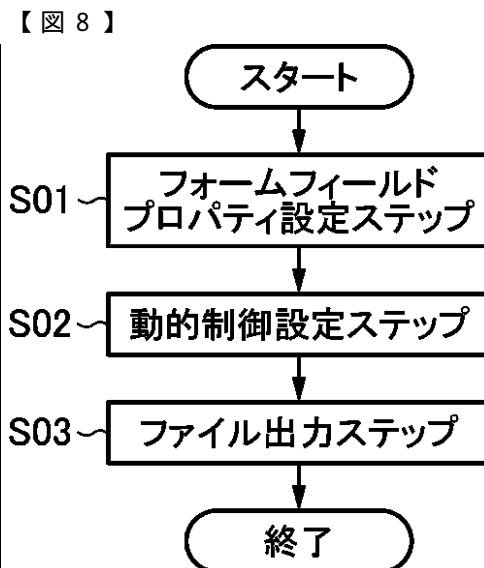 【図8】
スタート
S01
フォームフィールド
プロパティ設定ステップ
S02
動的制御設定ステップ
S03
ファイル出力ステップ
終了